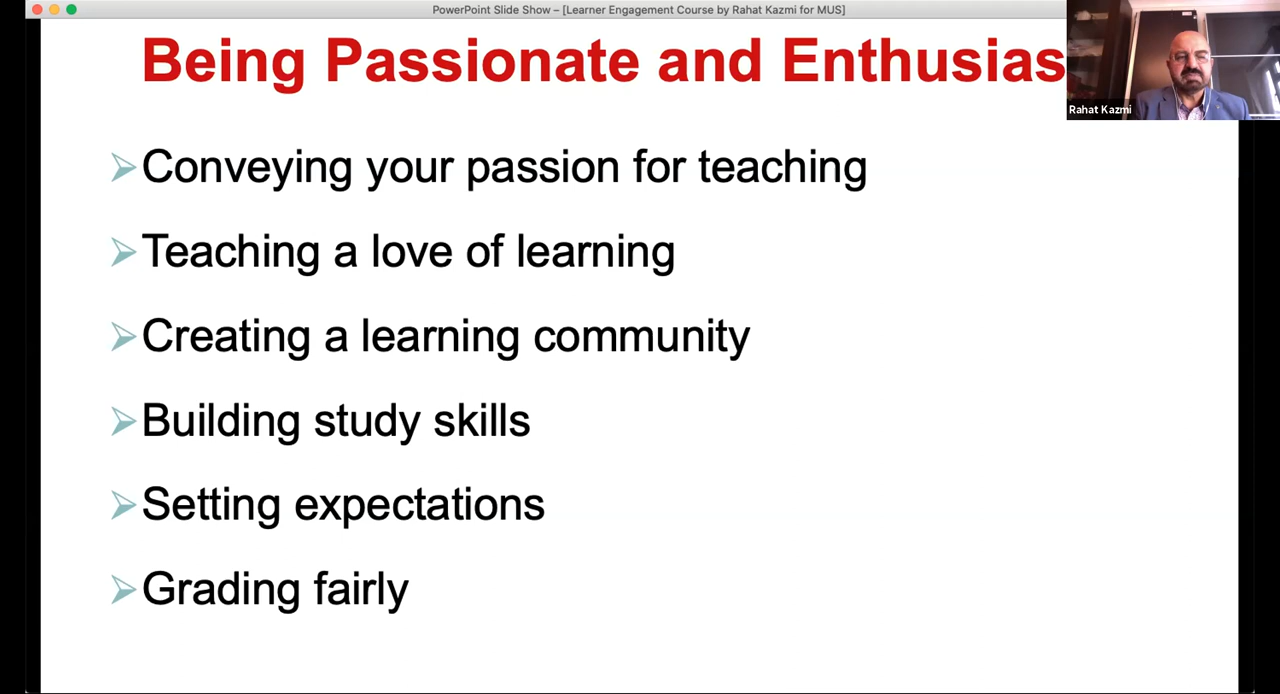 PowerPoint Slide Show – [Learner Engagement Course by Rahat Kazmi for MUS]
Being Passionate and Enthusias
Rahat Kazmi
Conveying your passion for teaching
Teaching a love of learning
Creating a learning community
Building study skills
Setting expectations
Grading fairly